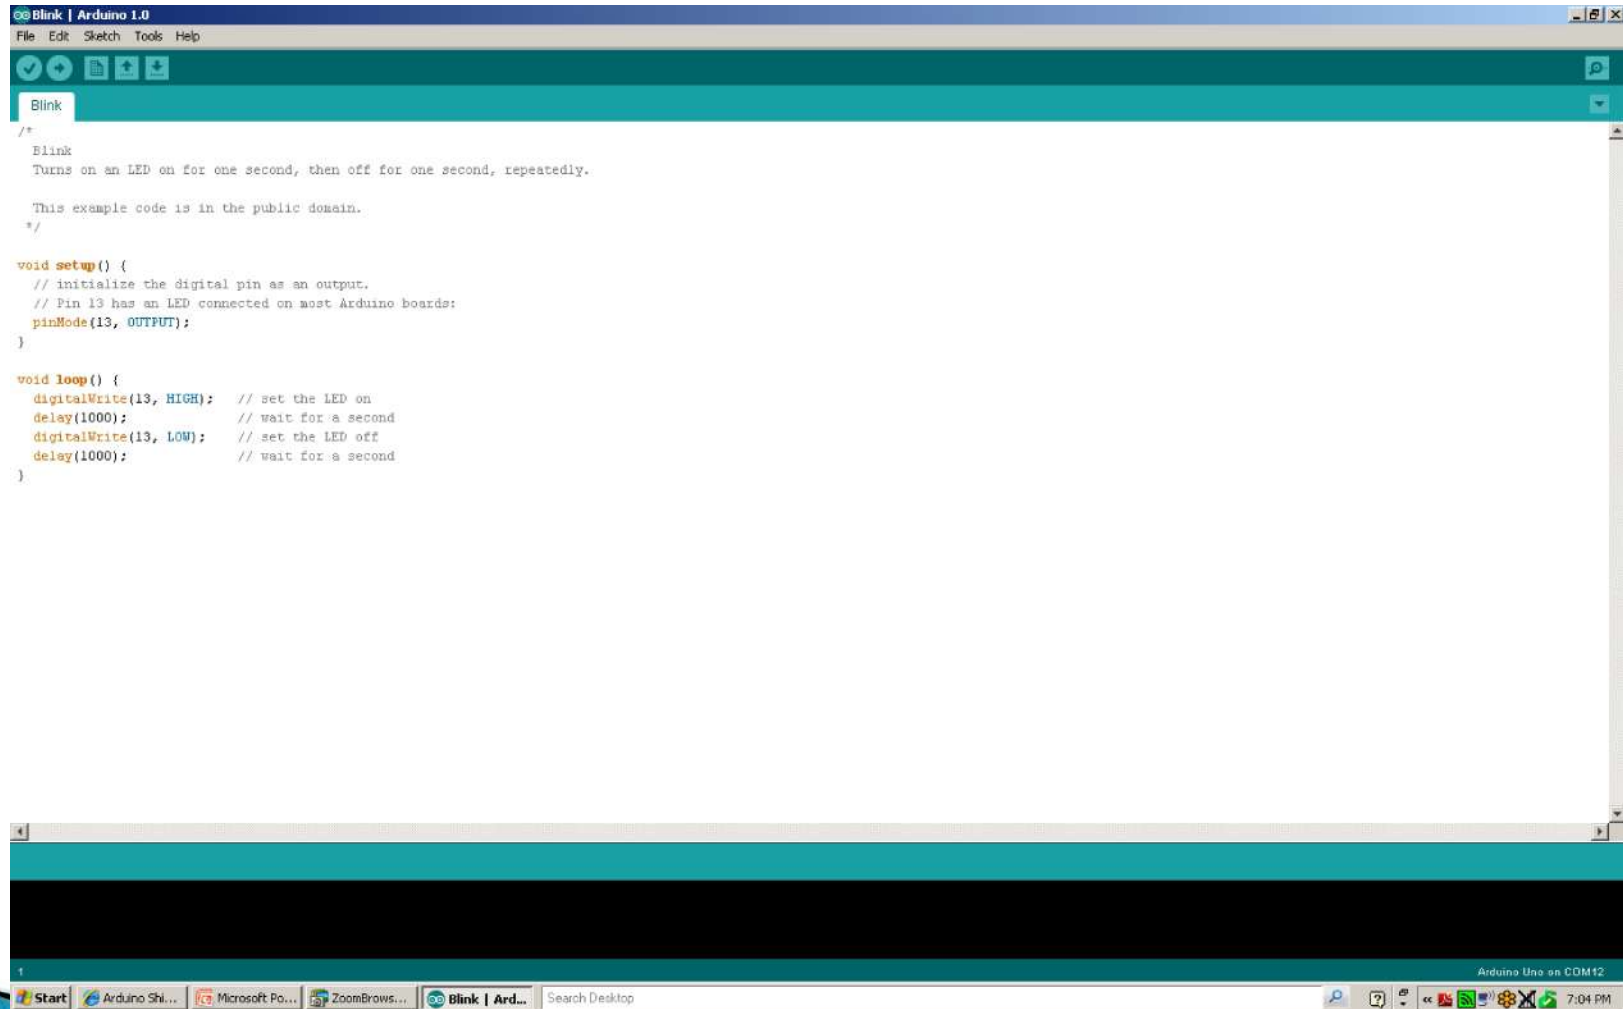 Blink | Arduino 1.0
File Edit Sketch Tools Help
Blink
/*
  Blink
  Turns on an LED on for one second, then off for one second, repeatedly.
  This example code is in the public domain.
 */
void setup() {
  // initialize the digital pin as an output.
  // Pin 13 has an LED connected on most Arduino boards:
  pinMode(13, OUTPUT);
}
void loop() {
  digitalWrite(13, HIGH);   // set the LED on
  delay(1000);              // wait for a second
  digitalWrite(13, LOW);    // set the LED off
  delay(1000);              // wait for a second
}
1
Arduino Uno on COM12
Start Arduino Shi... Microsoft Po... ZoomBrows... Blink | Ard... Search Desktop 7:04 PM